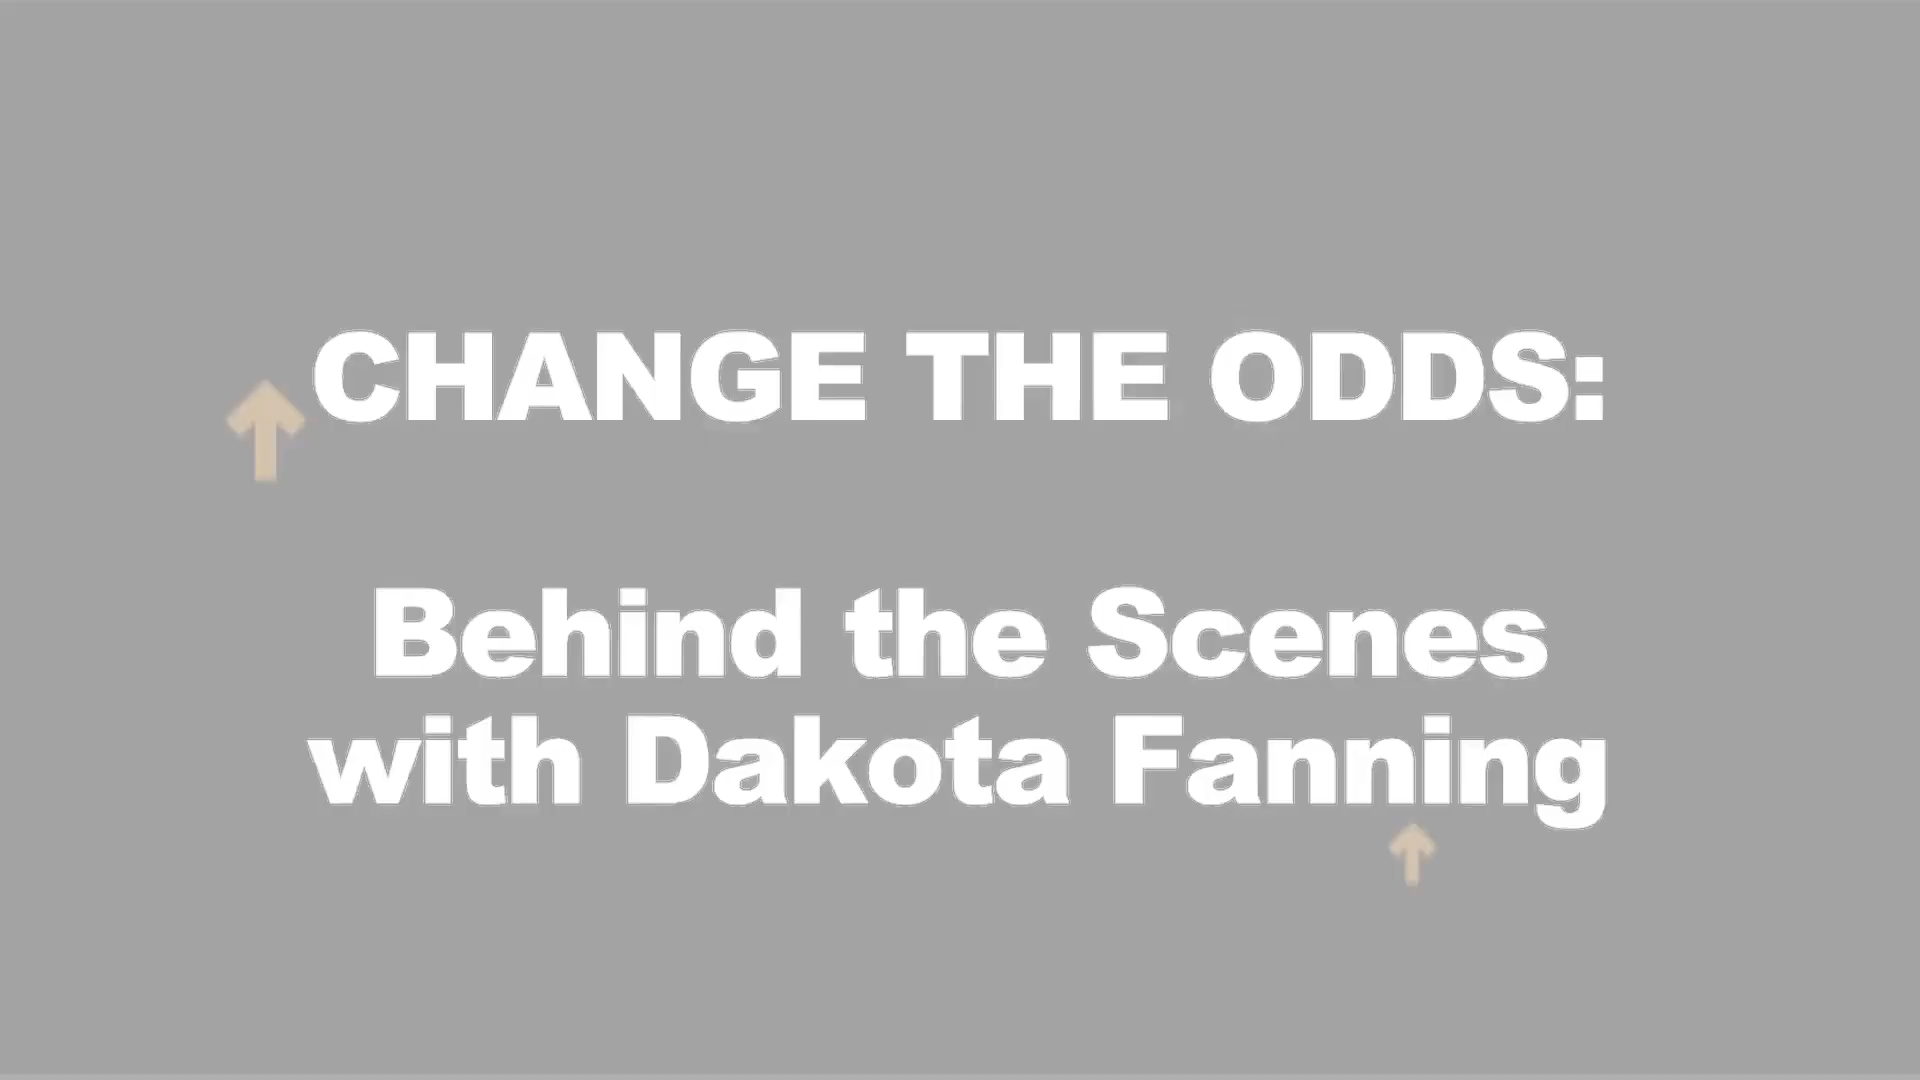 CHANGE THE ODDS:
Behind the Scenes
with Dakota Fanning